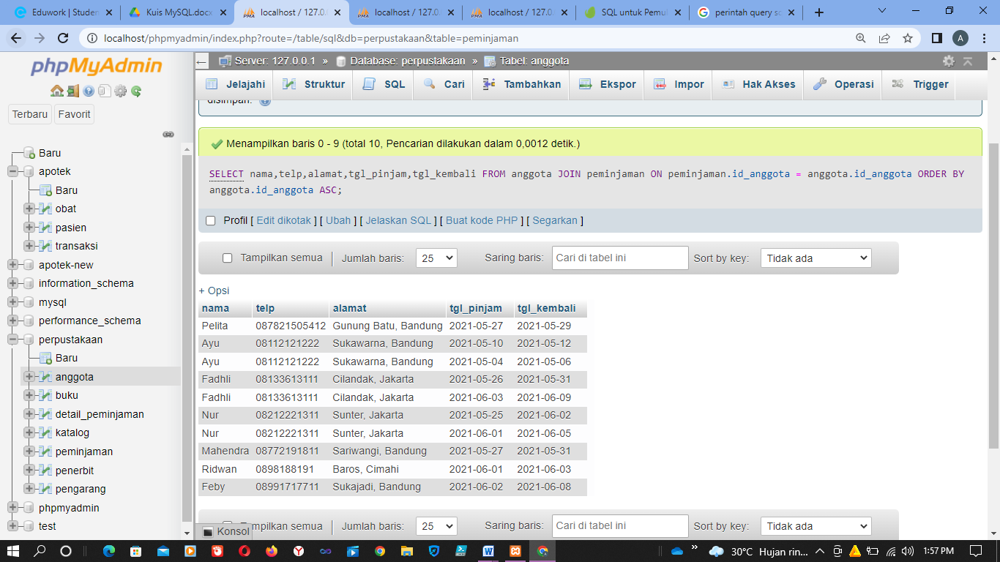 Edukwork | Studen
Kuis MySQL.docx
localhost / 127.0.
localhost / 127.0.
localhost / 127.0.
SQL untuk Pemul
perintah query sq
localhost/phpmyadmin/index.php?route=/table/sql&db=perpustakaan&table=peminjaman
A
phpMyAdmin
Terbaru Favorit
Baru
apotek
Baru
obat
pasien
transaksi
apotek-new
information_schema
mysql
performance_schema
perpustakaan
Baru
anggota
buku
detail_peminjaman
katalog
peminjaman
penerbit
pengarang
phpmyadmin
test
Server: 127.0.0.1 » Database: perpustakaan » Tabel: anggota
Jelajahi Struktur SQL Cari Tambahkan Ekspor Impor Hak Akses Operasi Trigger
disimpan.
Menampilkan baris 0 - 9 (total 10, Pencarian dilakukan dalam 0,0012 detik.)
SELECT nama,telp,alamat,tgl_pinjam,tgl_kembali FROM anggota JOIN peminjaman ON peminjaman.id_anggota = anggota.id_anggota ORDER BY
anggota.id_anggota ASC;
Profil [ Edit dikotak ] [ Ubah ] [ Jelaskan SQL ] [ Buat kode PHP ] [ Segarkan ]
Tampilkan semua | Jumlah baris: 25 Saring baris: Cari di tabel ini Sort by key: Tidak ada
+ Opsi
nama telp alamat tgl_pinjam tgl_kembali
Pelita 087821505412 Gunung Batu, Bandung 2021-05-27 2021-05-29
Ayu 08112121222 Sukawarna, Bandung 2021-05-10 2021-05-12
Ayu 08112121222 Sukawarna, Bandung 2021-05-04 2021-05-06
Fadhli 08133613111 Cilandak, Jakarta 2021-05-26 2021-05-31
Fadhli 08133613111 Cilandak, Jakarta 2021-06-03 2021-06-09
Nur 08212221311 Sunter, Jakarta 2021-05-25 2021-06-02
Nur 08212221311 Sunter, Jakarta 2021-06-01 2021-06-05
Mahendra 08772191811 Sariwangi, Bandung 2021-05-27 2021-05-31
Ridwan 0898188191 Baros, Cimahi 2021-06-01 2021-06-03
Feby 08991717711 Sukajadi, Bandung 2021-06-02 2021-06-08
mpilkan semua | Jumlah baris: 25 Saring baris: Cari di tabel ini Sort by key: Tidak ada
Konsol
30°C Hujan rin... 1:57 PM